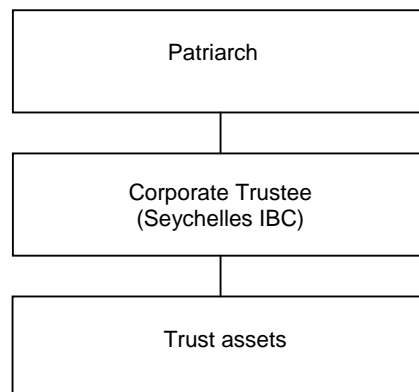 Patriarch
Corporate Trustee
(Seychelles IBC)
Trust assets